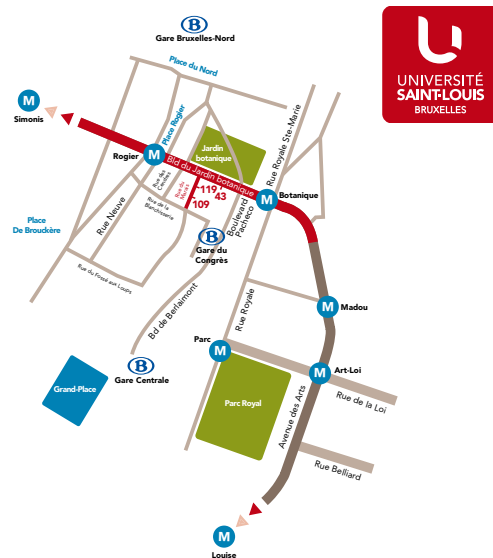 B
Gare Bruxelles-Nord
UNIVERSITÉ
SAINT-LOUIS
BRUXELLES
Place du Nord
M
Simonis
Place Rogier
Rue Royale Ste-Marie
Jardin
botanique
M
Rogier
Bld du Jardin botanique
Rue des
Cendres
Rue du
Marais
119
43
109
M
Botanique
Rue Neuve
Rue de la
Blanchisserie
Boulevard
Pacheco
Place
De Brouckère
B
Gare du
Congrès
Rue du Fossé aux Loups
Bd de Berlaimont
Rue Royale
M
Madou
Parc
M
B
Gare Centrale
M
Art-Loi
Grand-Place
Parc Royal
Rue de la Loi
Avenue des Arts
Rue Belliard
M
Louise